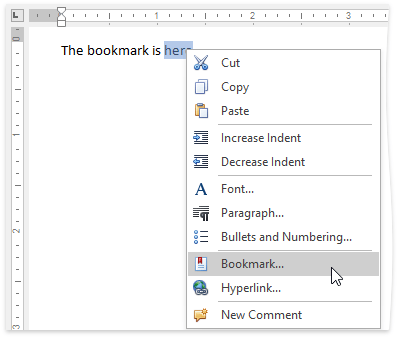 L 1 2 3
The bookmark is here
Cut
Copy
Paste
Increase Indent
Decrease Indent
A Font...
Paragraph...
Bullets and Numbering...
Bookmark...
Hyperlink...
New Comment
1
2
3